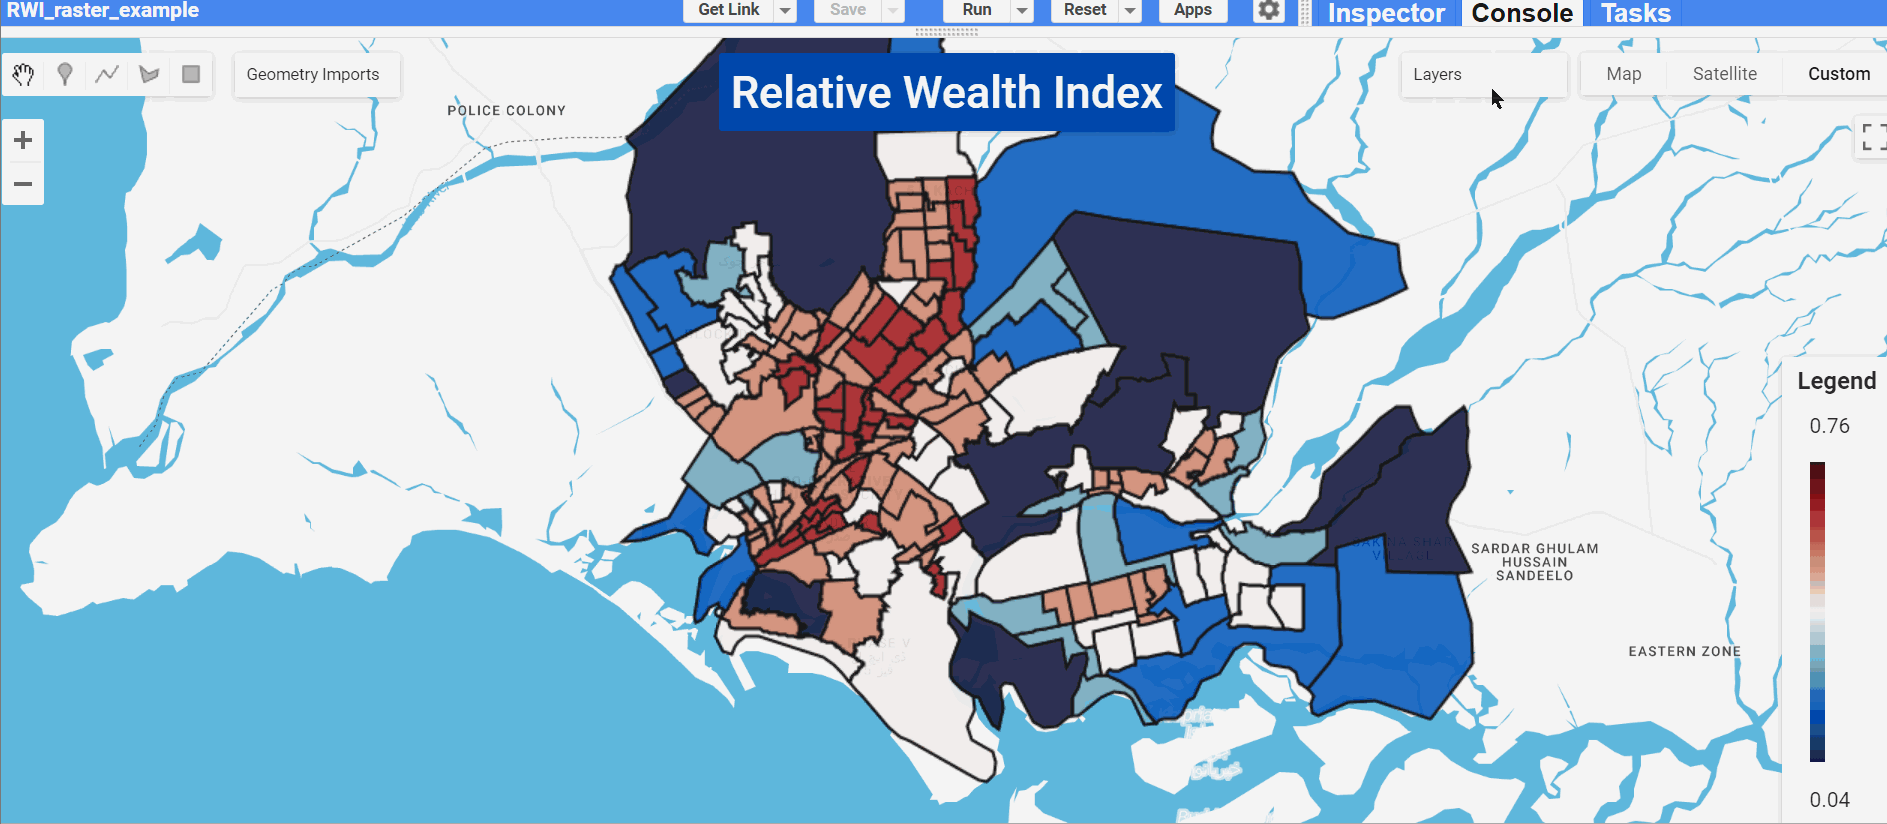 RWI_raster_example
Get Link
Save
Run
Reset
Apps
Inspector
Console
Tasks
Geometry Imports
Layers
Map
Satellite
Custom
Relative Wealth Index
POLICE COLONY
Legend
0.76
0.04
SARDAR GHULAM
HUSSAIN
SANDEELO
EASTERN ZONE